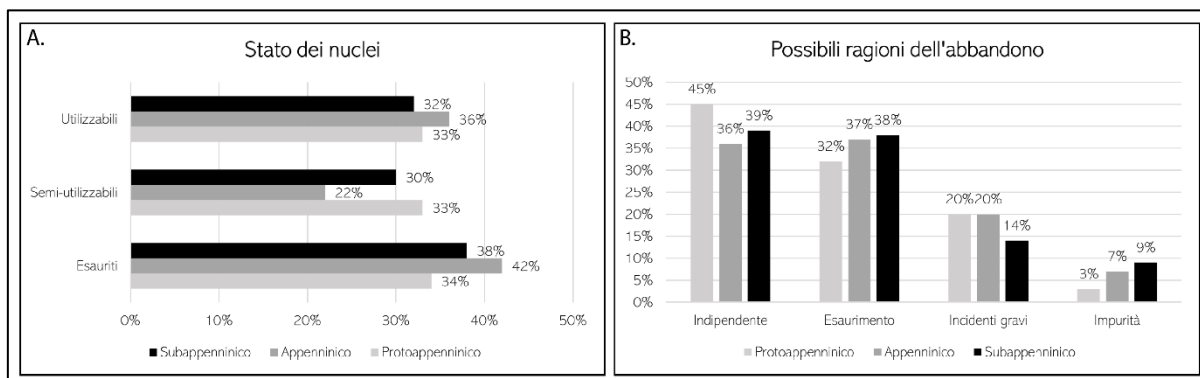 A.
Stato dei nuclei
Utilizzabili
32%
36%
33%
Semi-utilizzabili
30%
22%
33%
Esauriti
38%
42%
34%
0% 10% 20% 30% 40% 50%
Subappenninico Appenninico Protoappenninico
B.
Possibili ragioni dell'abbandono
50%
45%
40%
35%
30%
25%
20%
15%
10%
5%
0%
45% 36% 39%
32% 37% 38%
20% 20% 14%
3% 7% 9%
Indipendente Esaurimento Incidenti gravi Impurità
Protoappenninico Appenninico Subappenninico